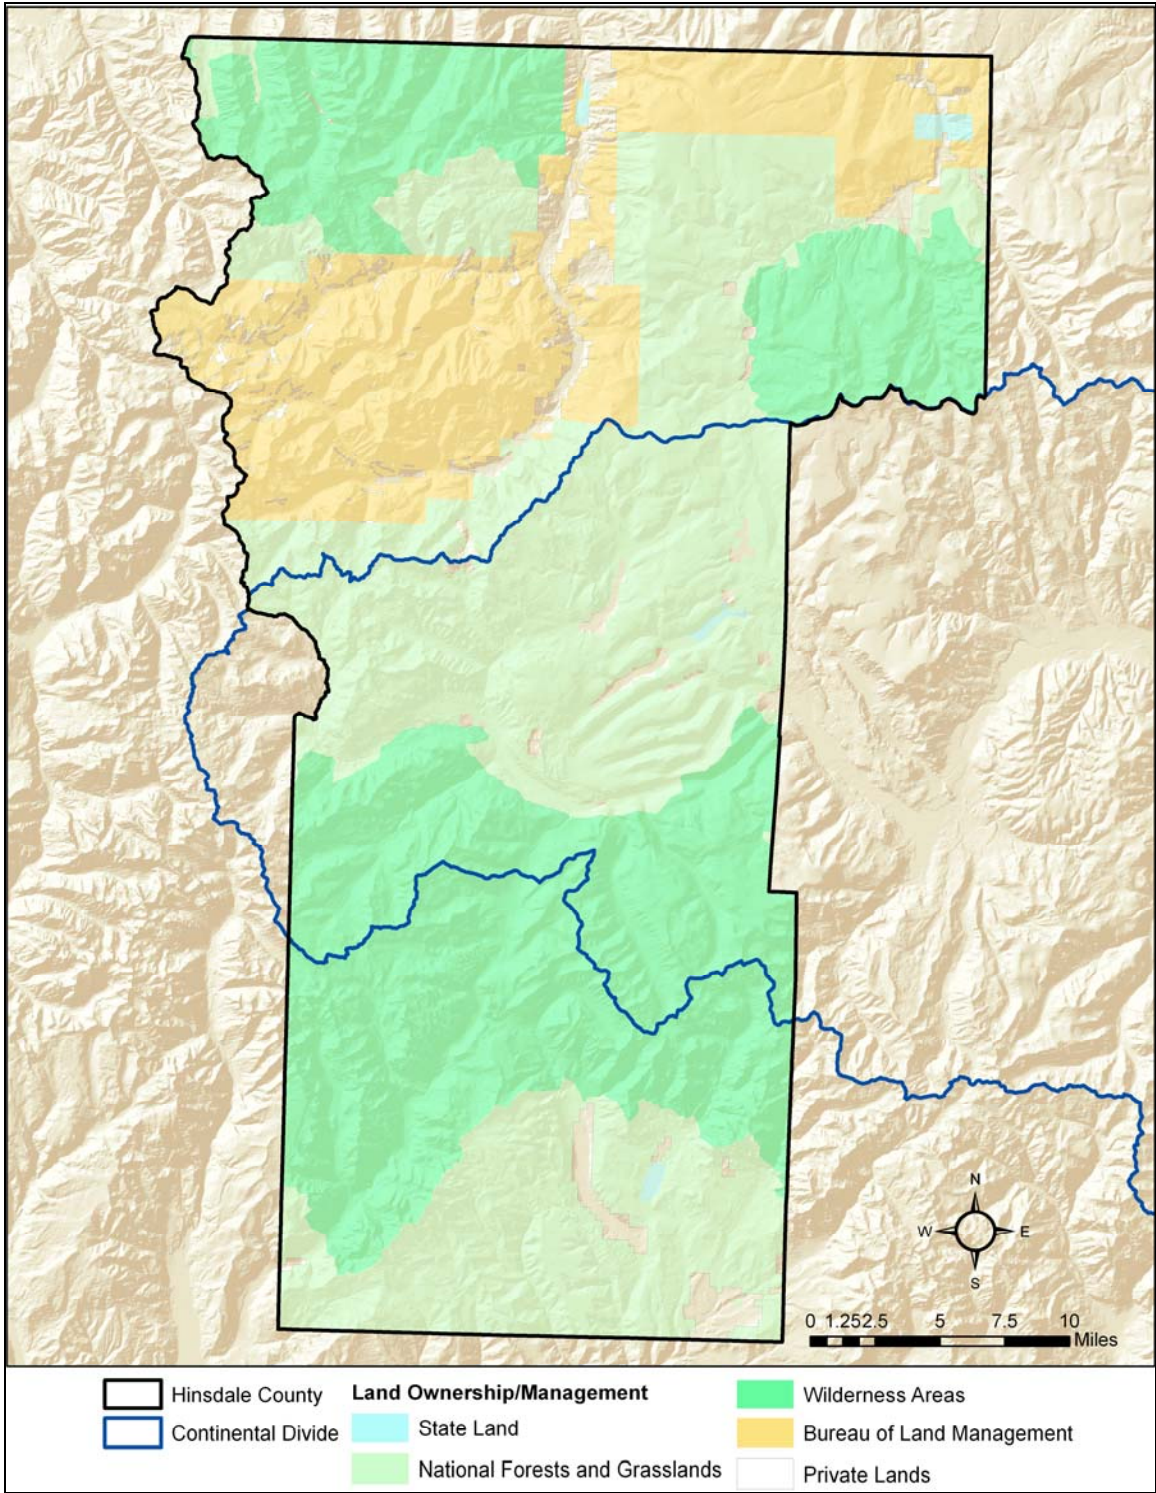 N
W E
S
0 1.252.5 5 7.5 10
Miles
Hinsdale County
Continental Divide
Land Ownership/Management
State Land
National Forests and Grasslands
Wilderness Areas
Bureau of Land Management
Private Lands